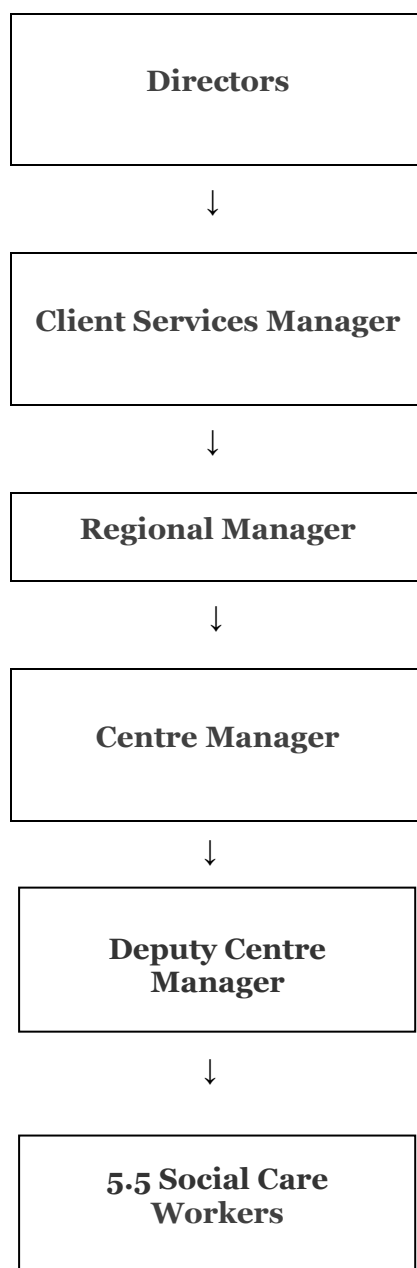 Directors
↓
Client Services Manager
↓
Regional Manager
↓
Centre Manager
↓
Deputy Centre
Manager
↓
5.5 Social Care
Workers